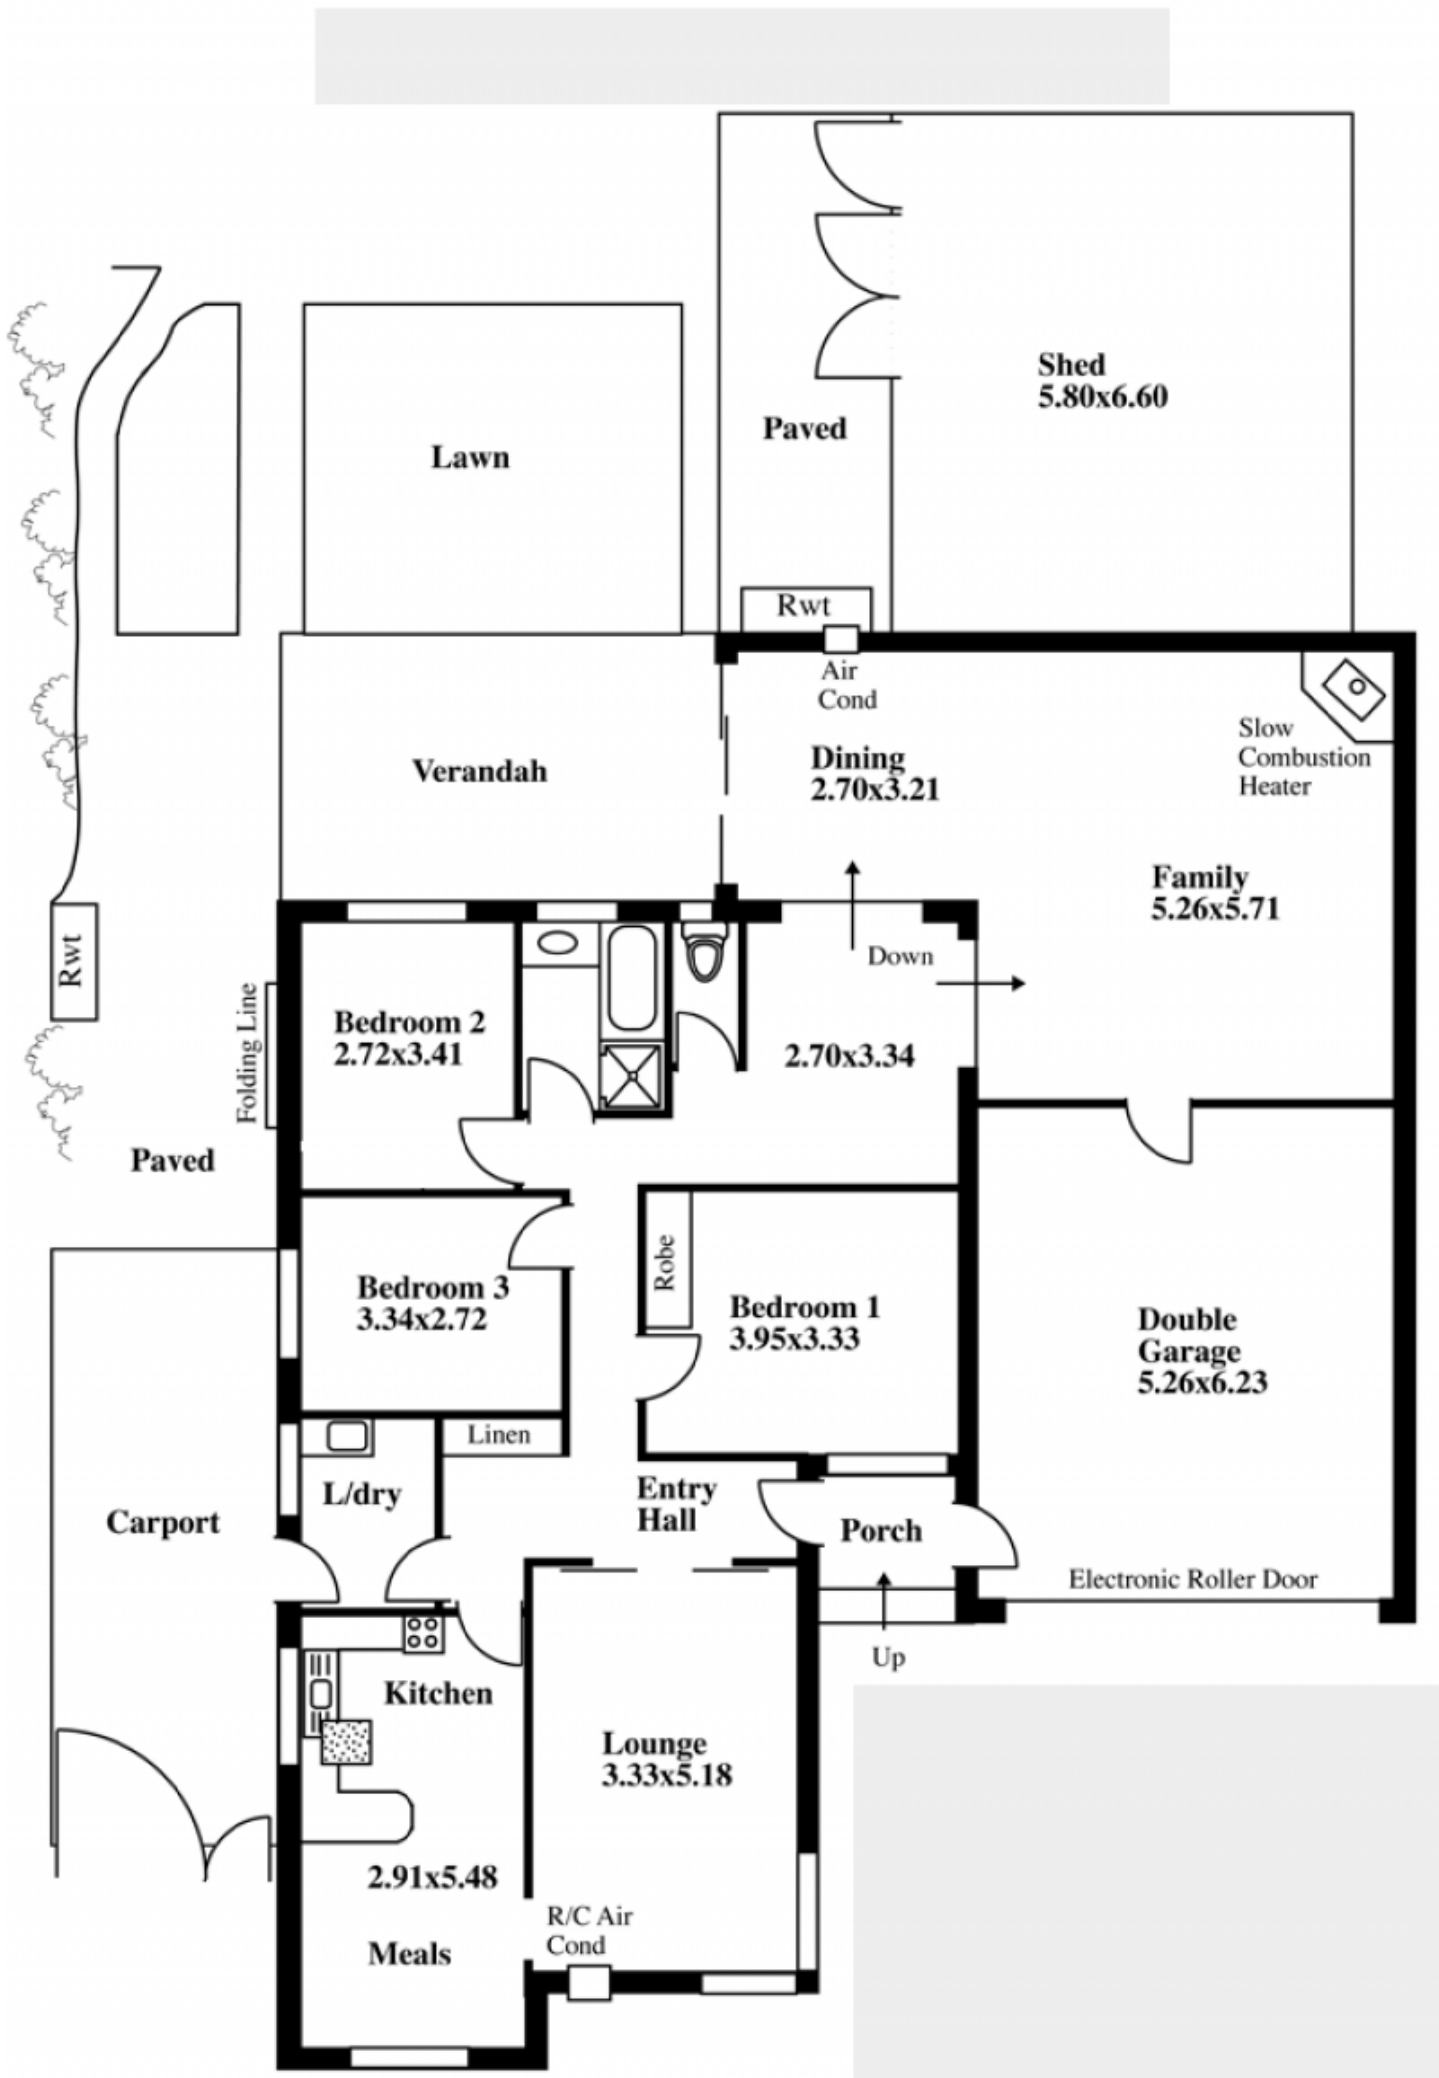 Shed
5.80x6.60
Paved
Lawn
Rwt
Air
Cond
Slow
Combustion
Heater
Verandah
Dining
2.70x3.21
Family
5.26x5.71
Rwt
Down
Folding Line
Bedroom 2
2.72x3.41
2.70x3.34
Paved
Robe
Bedroom 3
3.34x2.72
Bedroom 1
3.95x3.33
Double
Garage
5.26x6.23
Linen
L/dry
Entry
Hall
Carport
Porch
Electronic Roller Door
Up
Kitchen
Lounge
3.33x5.18
2.91x5.48
R/C Air
Cond
Meals